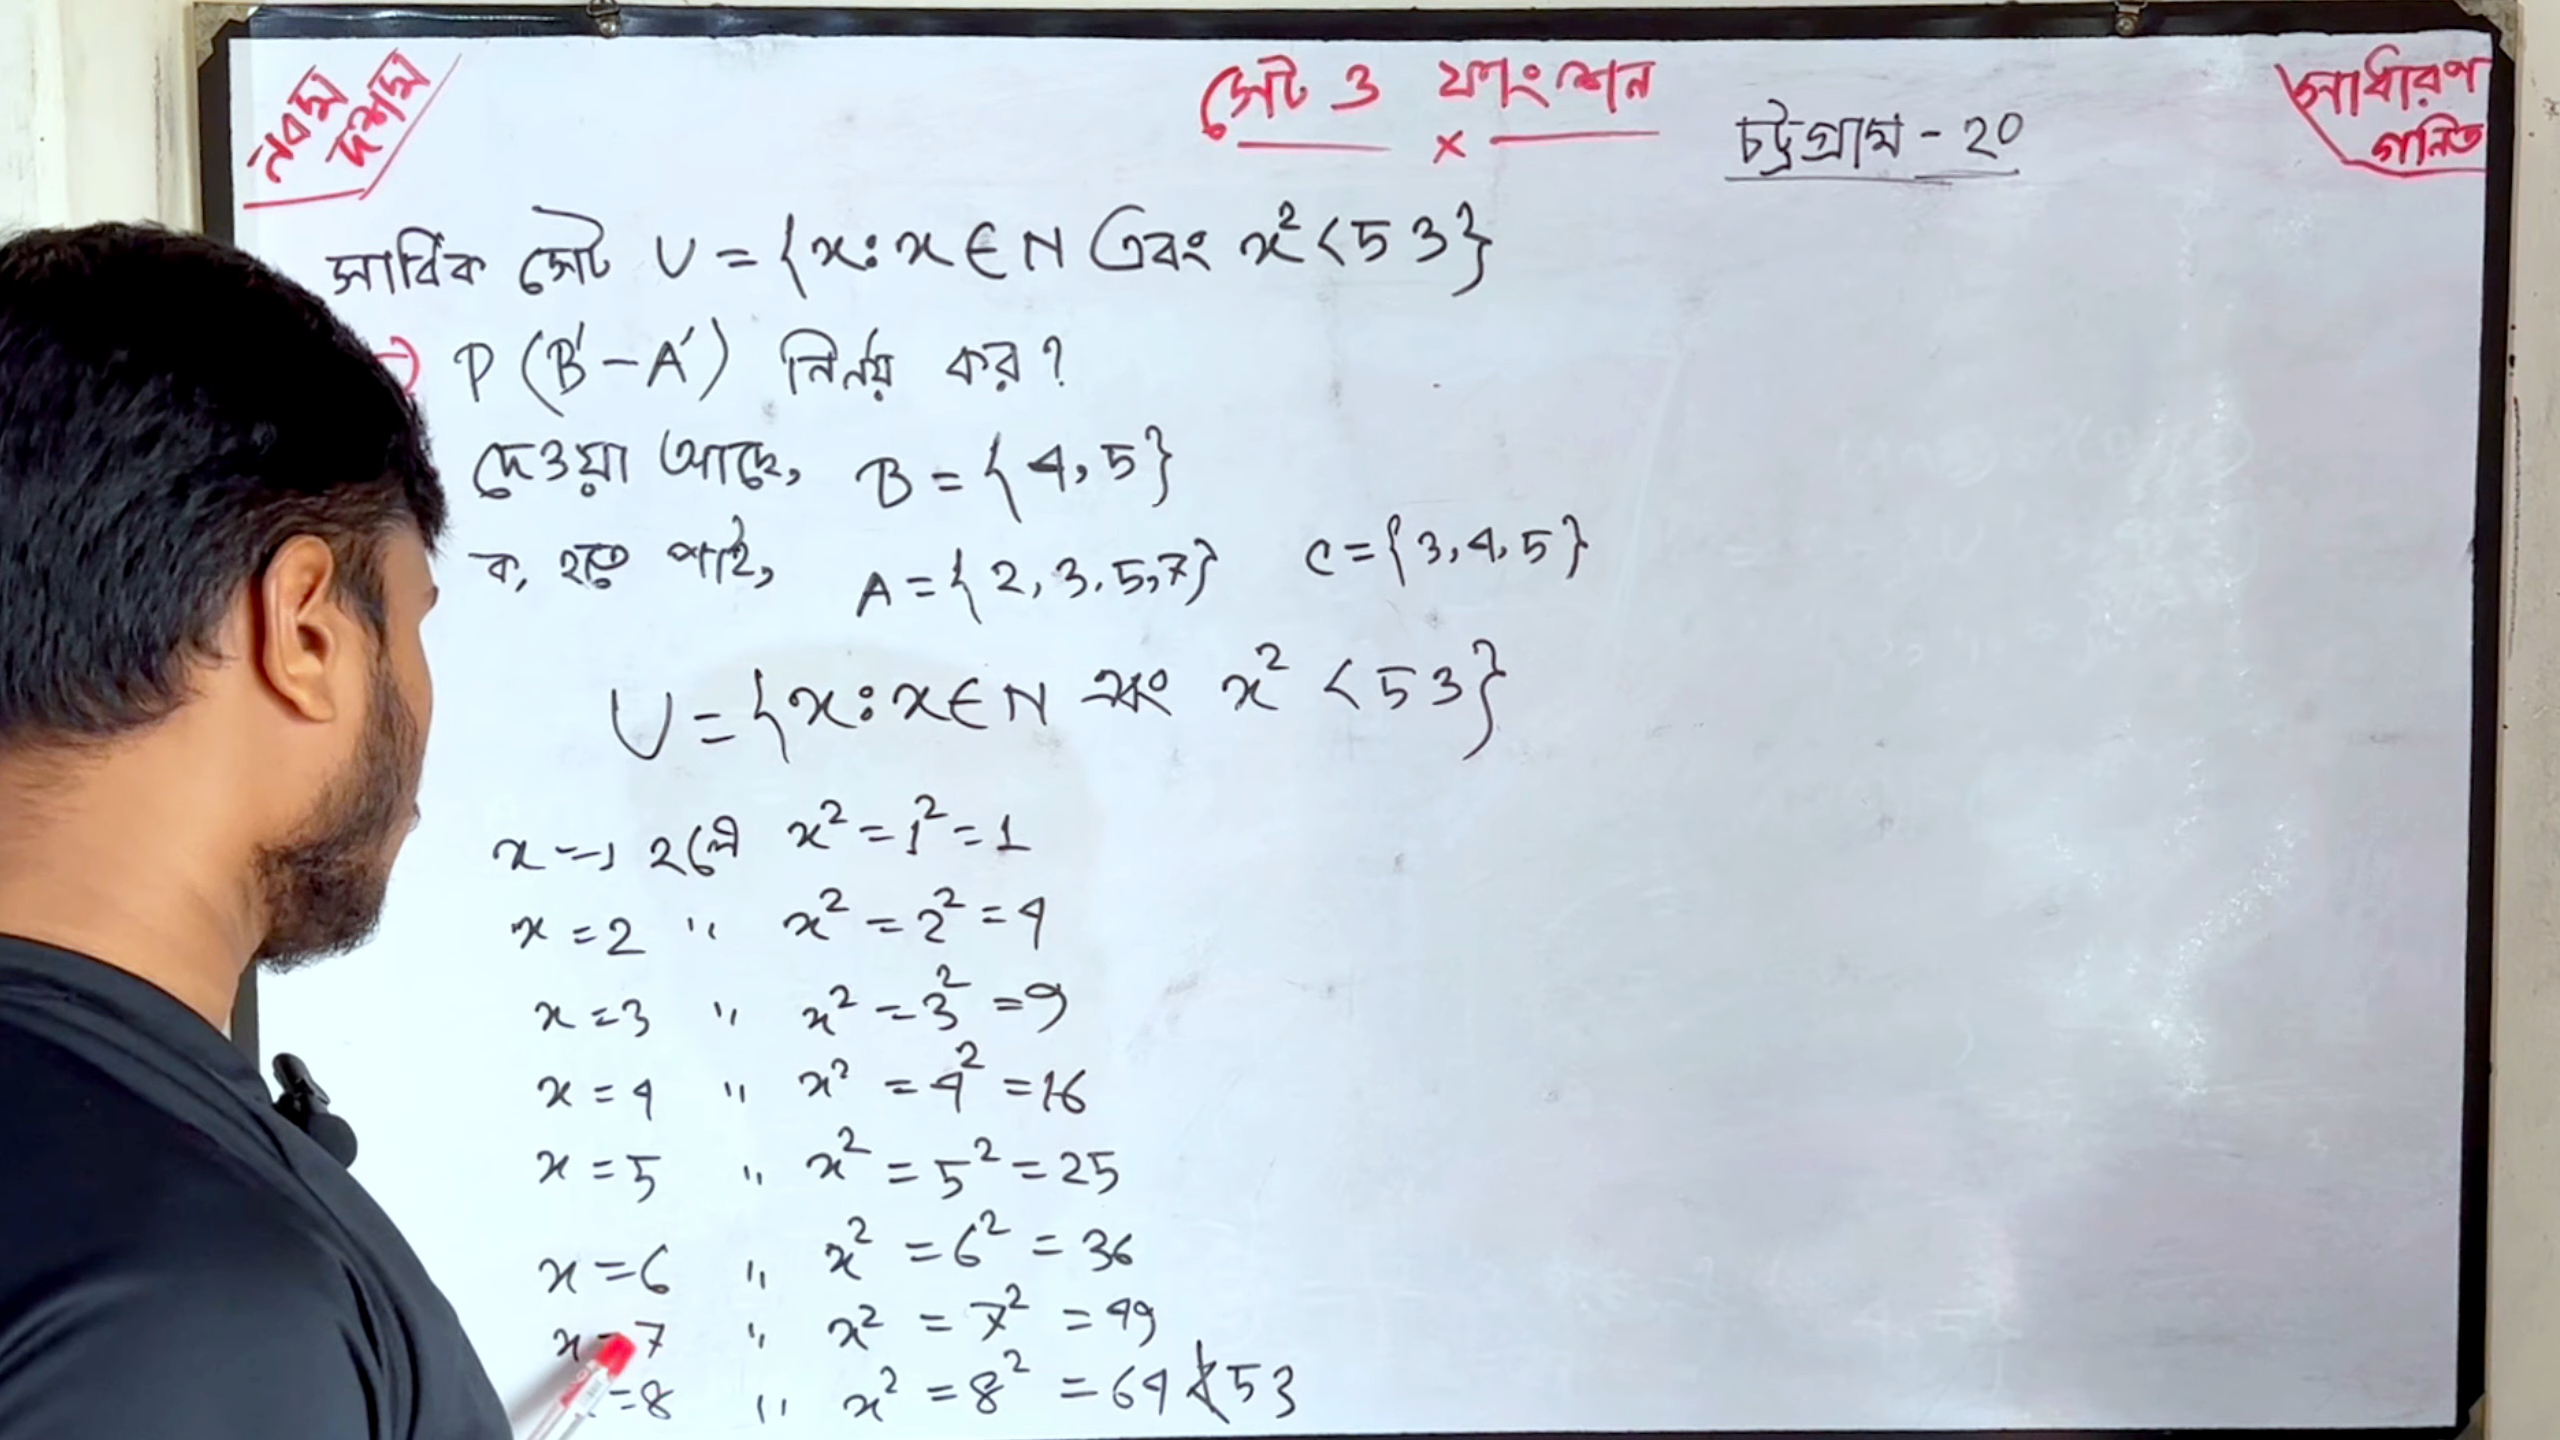 নবম
দশম
সেট ও ফাংশন
×
চট্টগ্রাম - 20
সাধারণ
গনিত
সার্বিক সেট U = {x : x ∈ N এবং x² < 53}
P (B' - A') নির্নয় কর ?
দেওয়া আছে, B = {4, 5}
ক, হতে পাই, A = {2, 3, 5, 7} C = {3, 4, 5}
U = {x : x ∈ N এবং x² < 53}
x = 1 হলে x² = 1² = 1
x = 2 " x² = 2² = 4
x = 3 " x² = 3² = 9
x = 4 " x² = 4² = 16
x = 5 " x² = 5² = 25
x = 6 " x² = 6² = 36
x = 7 " x² = 7² = 49
= 8 " x² = 8² = 64 ≮ 53